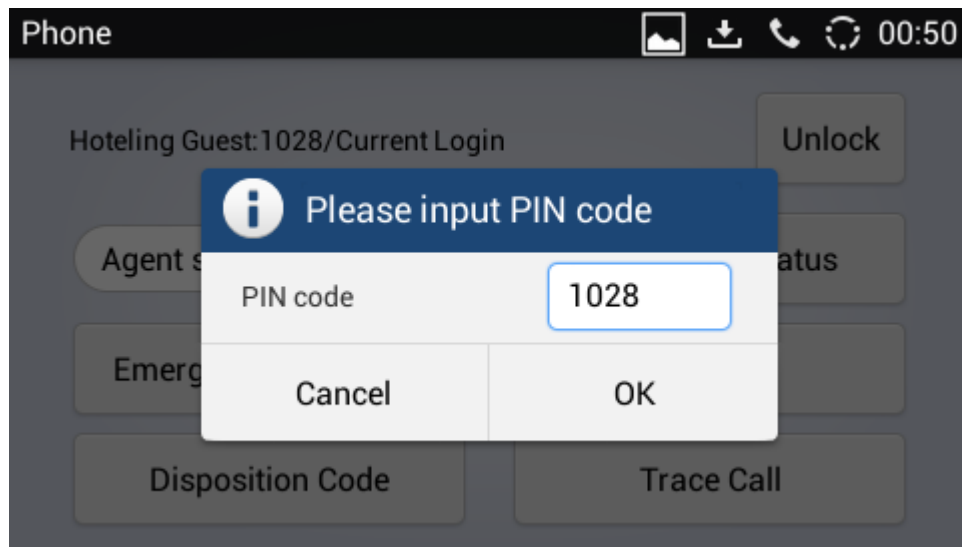 Phone 00:50
Hoteling Guest:1028/Current Login Unlock
Please input PIN code
Agent s atus
PIN code 1028
Emerg
Cancel OK
Disposition Code Trace Call